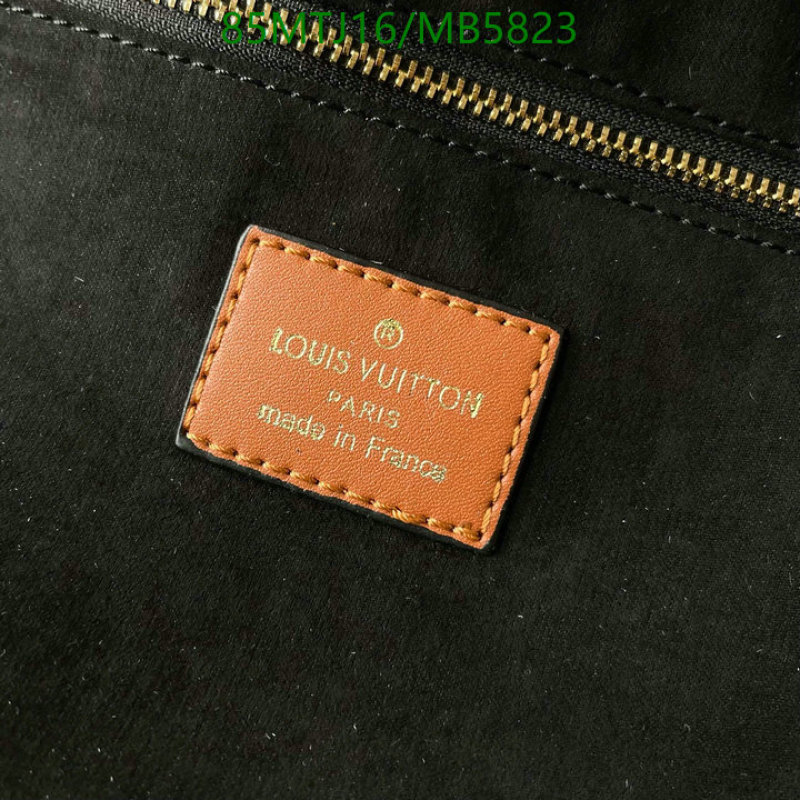 85MTJ16/MB5823
®
LOUIS VUITTON
PARIS
made in France